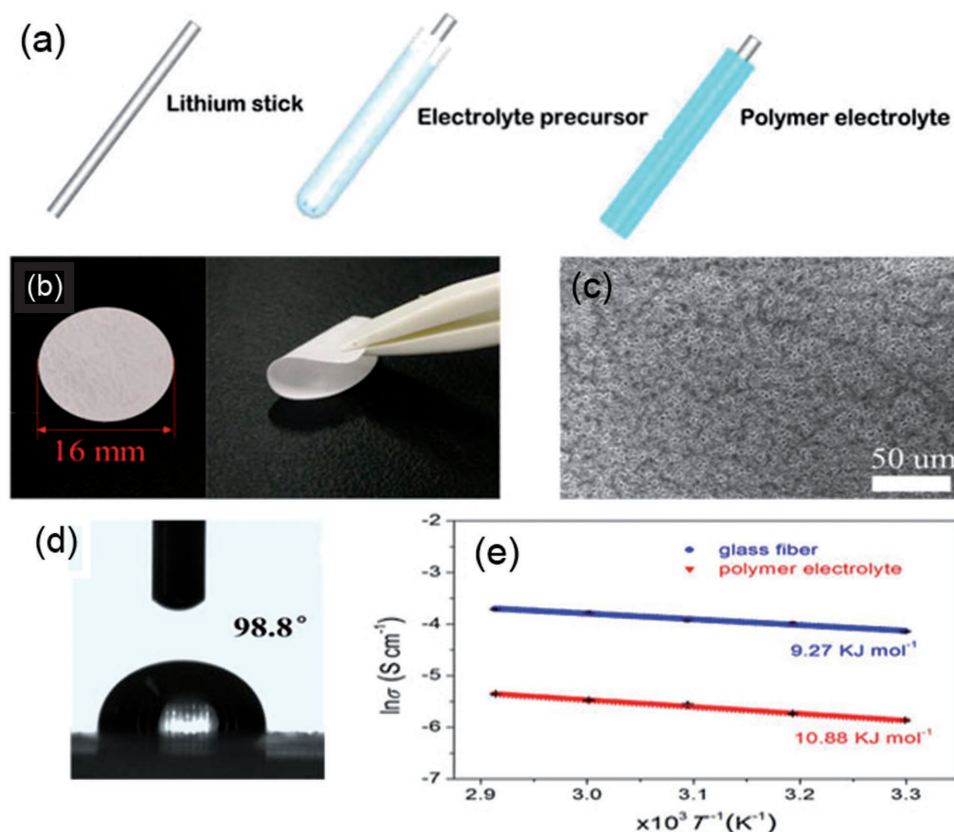 (a)
Lithium stick
Electrolyte precursor
Polymer electrolyte
(b)
16 mm
(c)
50 um
(d)
98.8°
(e)
-2
-3
-4
-5
-6
-7
lnσ (S cm⁻¹)
glass fiber
polymer electrolyte
9.27 KJ mol⁻¹
10.88 KJ mol⁻¹
2.9
3.0
3.1
3.2
3.3
×10³ T⁻¹(K⁻¹)